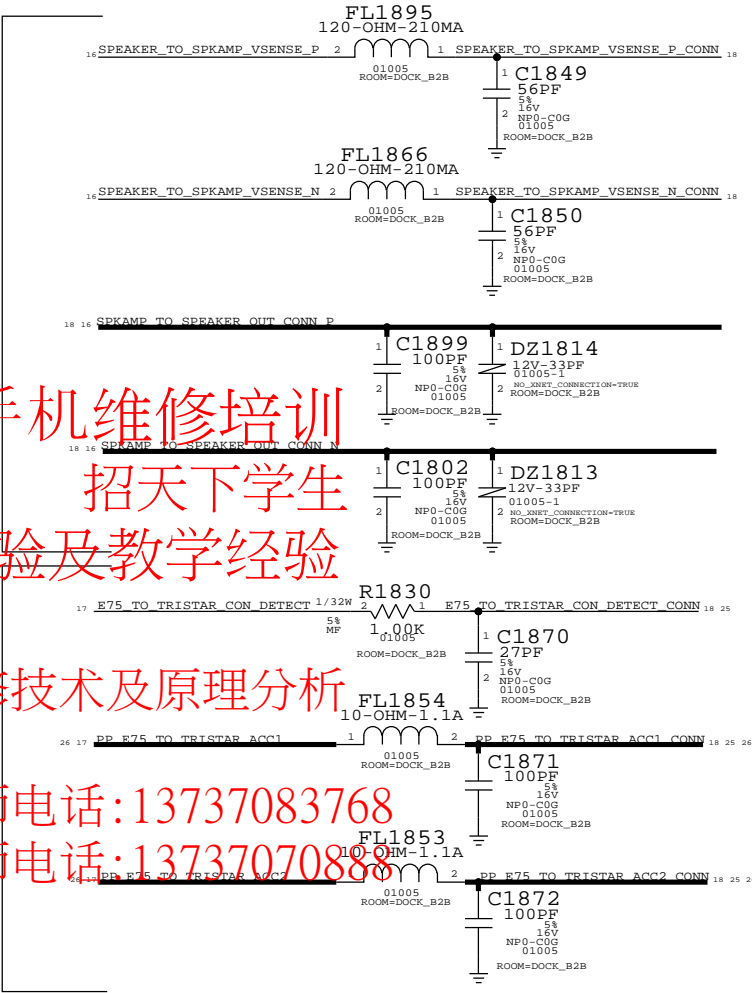 FL1895
120-OHM-210MA
16 SPEAKER_TO_SPKAMP_VSENSE_P 2 1 SPEAKER_TO_SPKAMP_VSENSE_P_CONN 18
01005
ROOM=DOCK_B2B
1 C1849
56PF
5%
16V
2 NP0-C0G
01005
ROOM=DOCK_B2B
FL1866
120-OHM-210MA
16 SPEAKER_TO_SPKAMP_VSENSE_N 2 1 SPEAKER_TO_SPKAMP_VSENSE_N_CONN 18
01005
ROOM=DOCK_B2B
1 C1850
56PF
5%
16V
2 NP0-C0G
01005
ROOM=DOCK_B2B
18 16 SPKAMP_TO_SPEAKER_OUT_CONN_P
1 C1899
100PF
5%
16V
2 NP0-C0G
01005
ROOM=DOCK_B2B
1 DZ1814
12V-33PF
01005-1
2 NO_XNET_CONNECTION=TRUE
ROOM=DOCK_B2B
手机维修培训
18 16 SPKAMP_TO_SPEAKER_OUT_CONN_N
招天下学生
1 C1802
100PF
5%
16V
2 NP0-C0G
01005
ROOM=DOCK_B2B
1 DZ1813
12V-33PF
01005-1
2 NO_XNET_CONNECTION=TRUE
ROOM=DOCK_B2B
验及教学经验
R1830
17 E75_TO_TRISTAR_CON_DETECT 1/32W 2 1 E75_TO_TRISTAR_CON_DETECT_CONN 18 25
5%
MF
1.00K
01005
ROOM=DOCK_B2B
1 C1870
27PF
5%
16V
2 NP0-C0G
01005
ROOM=DOCK_B2B
技术及原理分析
FL1854
10-OHM-1.1A
26 17 PP_E75_TO_TRISTAR_ACC1 1 2 PP_E75_TO_TRISTAR_ACC1_CONN 18 25 26
01005
ROOM=DOCK_B2B
1 C1871
100PF
5%
16V
2 NP0-C0G
01005
ROOM=DOCK_B2B
电话:13737083768
FL1853
10-OHM-1.1A
电话:13737070888
26 17 PP_E75_TO_TRISTAR_ACC2 1 2 PP_E75_TO_TRISTAR_ACC2_CONN 18 25
01005
ROOM=DOCK_B2B
1 C1872
100PF
5%
16V
2 NP0-C0G
01005
ROOM=DOCK_B2B